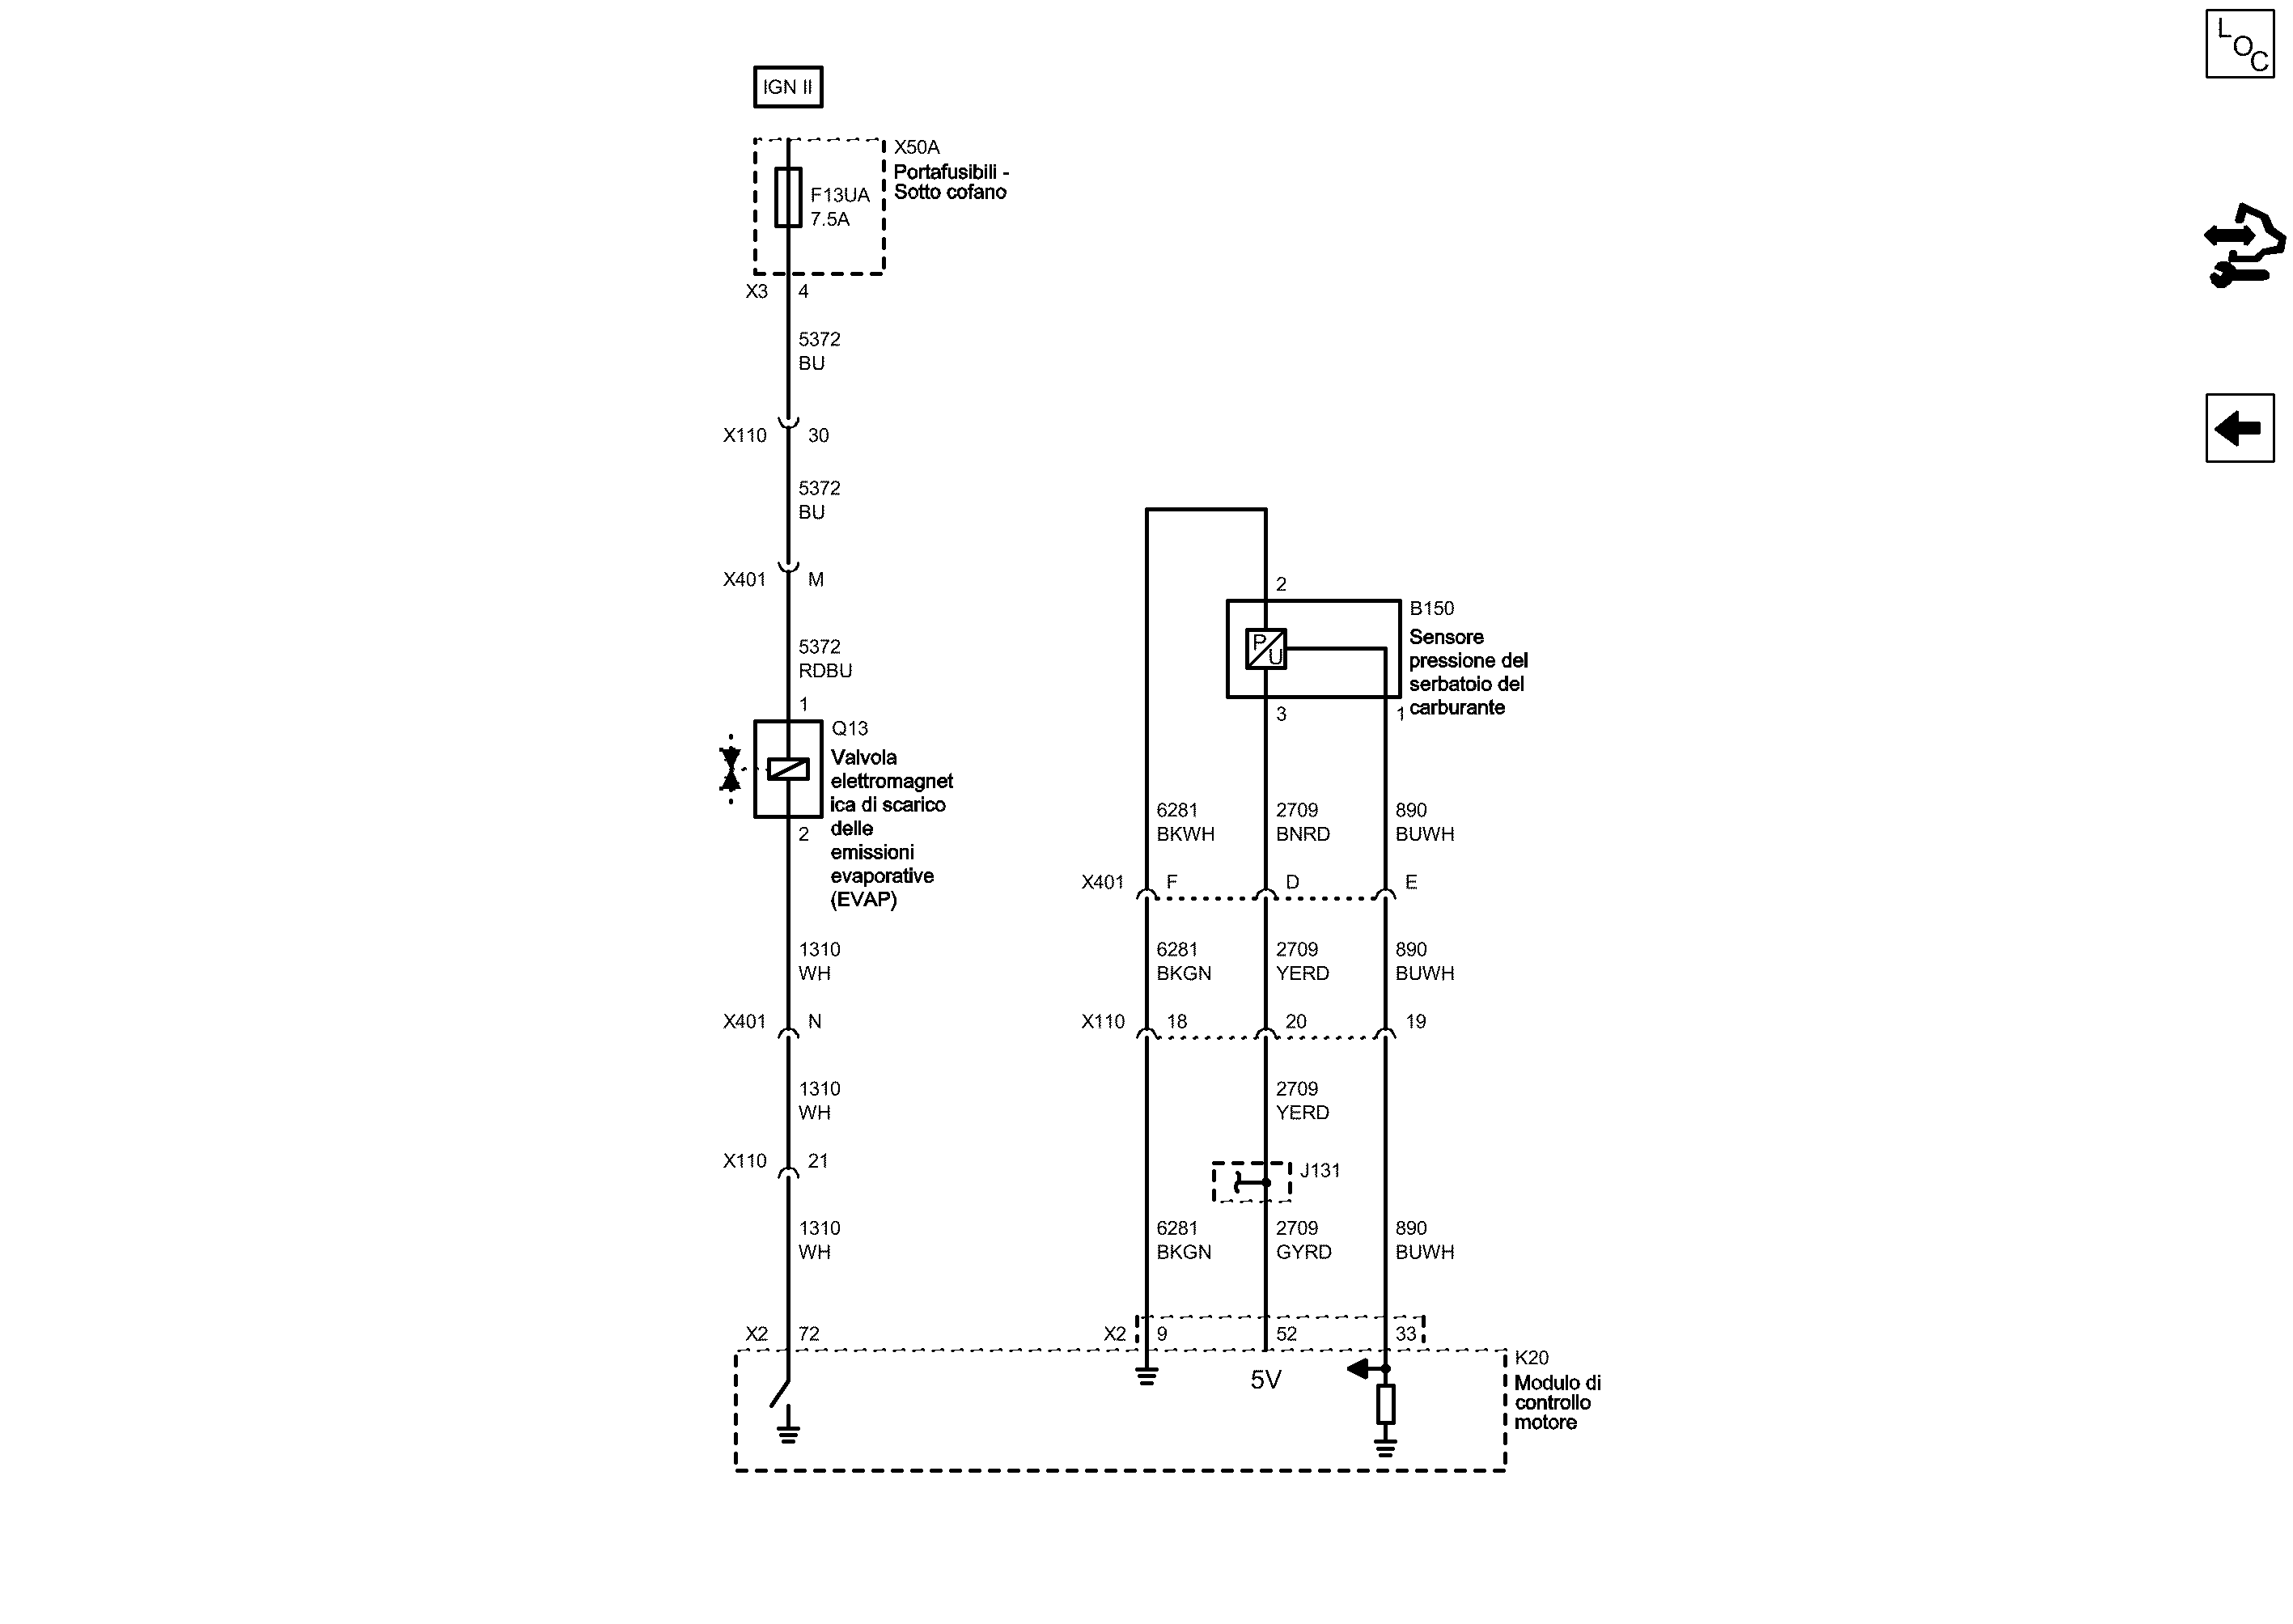 L
O
C
IGN II
X50A
Portafusibili -
Sotto cofano
F13UA
7.5A
X3 4
5372
BU
X110 30
5372
BU
X401 M
5372
RDBU
1
Q13
Valvola
elettromagnet
ica di scarico
delle
emissioni
evaporative
(EVAP)
2
1310
WH
X401 N
1310
WH
X110 21
1310
WH
X2 72
2
B150
Sensore
pressione del
serbatoio del
carburante
P
U
3 1
6281 2709 890
BKWH BNRD BUWH
X401 F D E
6281 2709 890
BKGN YERD BUWH
X110 18 20 19
2709
YERD
J131
6281 2709 890
BKGN GYRD BUWH
X2 9 52 33
5V
K20
Modulo di
controllo
motore